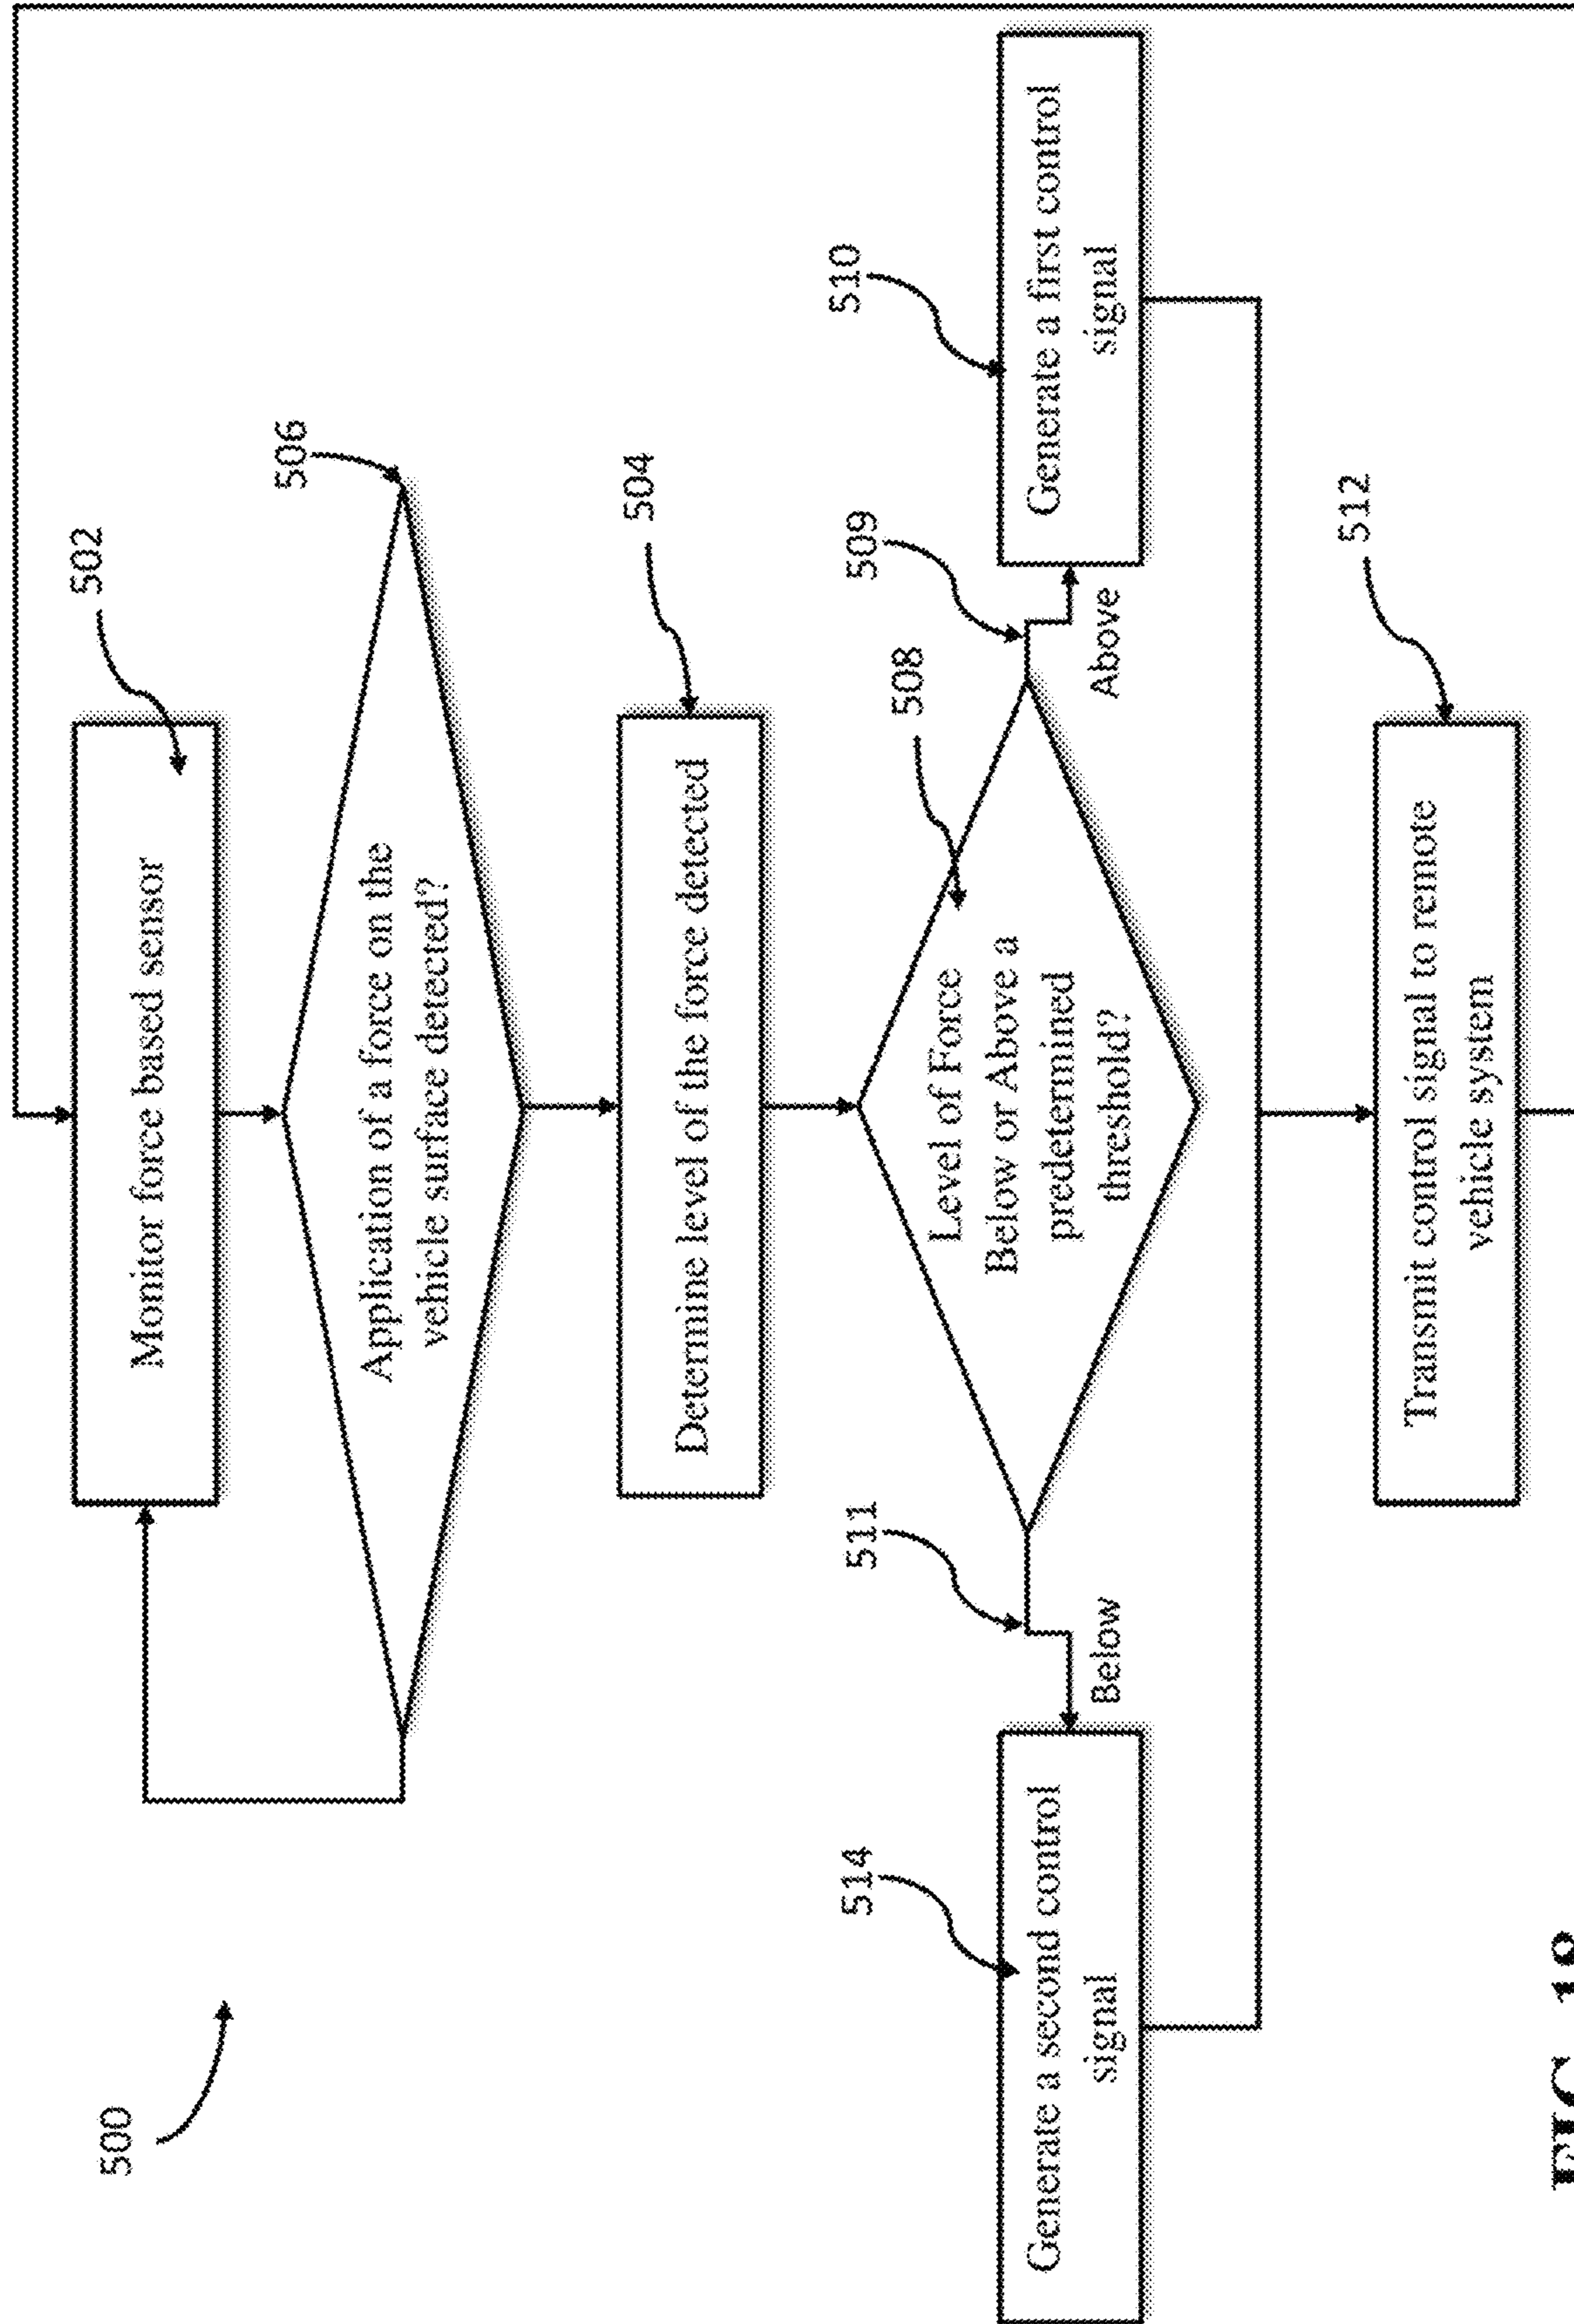 500
502
Monitor force based sensor
506
Application of a force on the
vehicle surface detected?
504
Determine level of the force detected
508
Level of Force
Below or Above a
predetermined
threshold?
511
Below
509
Above
514
Generate a second control
signal
510
Generate a first control
signal
512
Transmit control signal to remote
vehicle system